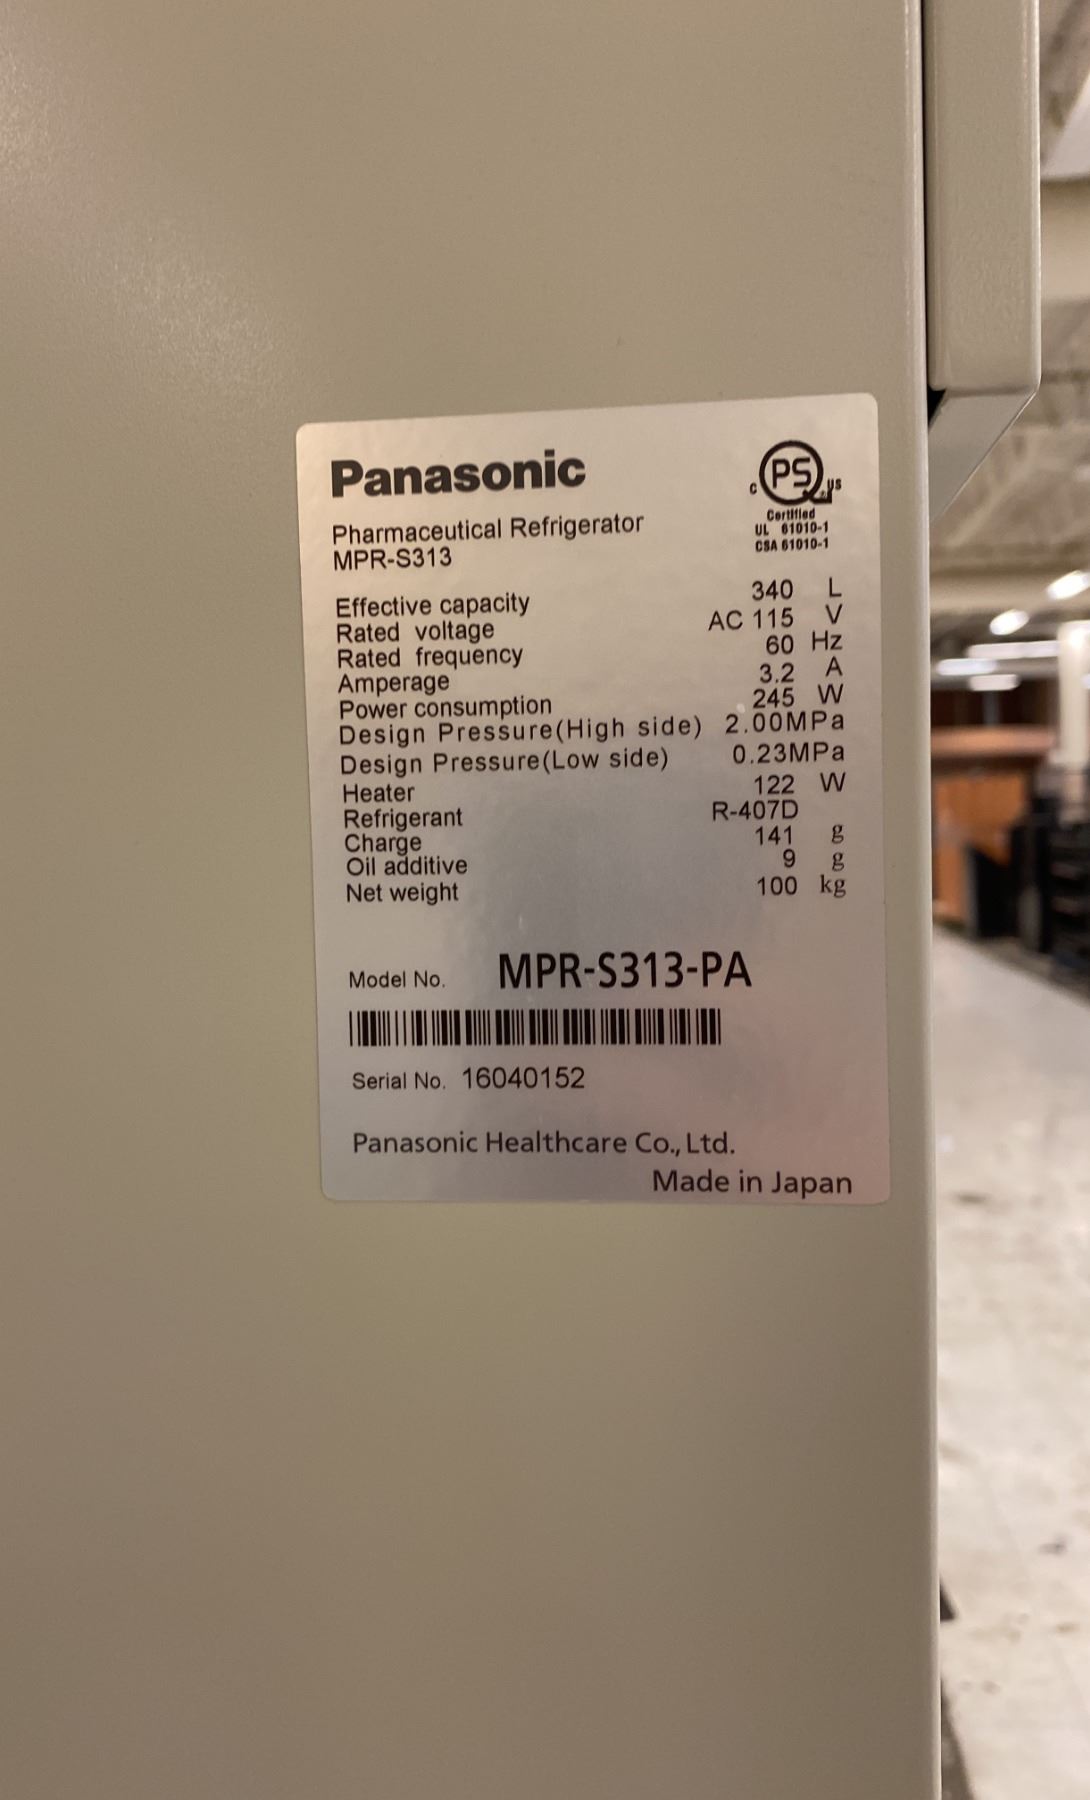 Panasonic
PS
c us
Certified
UL 61010-1
CSA 61010-1
Pharmaceutical Refrigerator
MPR-S313
Effective capacity 340 L
Rated voltage AC 115 V
Rated frequency 60 Hz
Amperage 3.2 A
Power consumption 245 W
Design Pressure(High side) 2.00MPa
Design Pressure(Low side) 0.23MPa
Heater 122 W
Refrigerant R-407D
Charge 141 g
Oil additive 9 g
Net weight 100 kg
Model No. MPR-S313-PA
Serial No. 16040152
Panasonic Healthcare Co., Ltd.
Made in Japan